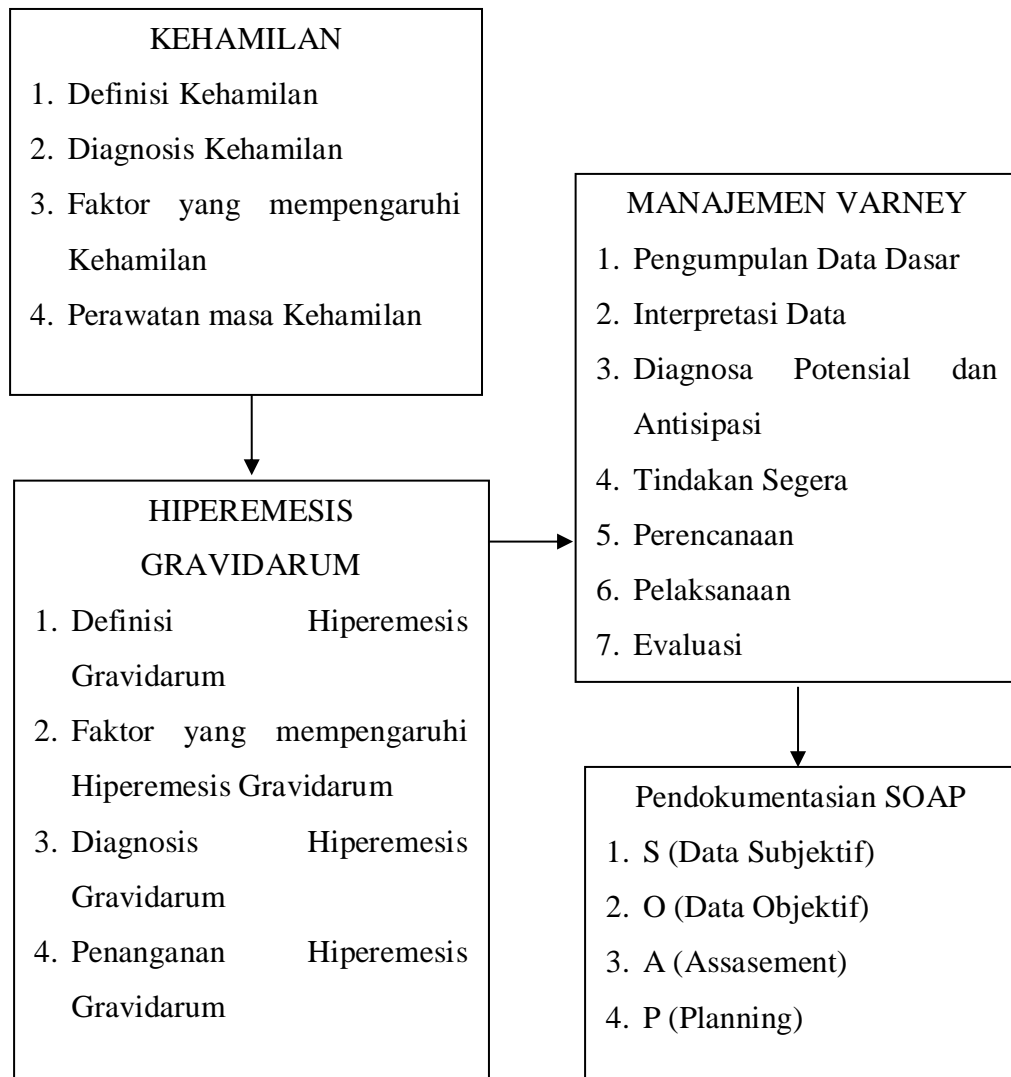 KEHAMILAN
1. Definisi Kehamilan
2. Diagnosis Kehamilan
3. Faktor yang mempengaruhi
Kehamilan
4. Perawatan masa Kehamilan
HIPEREMESIS
GRAVIDARUM
1. Definisi Hiperemesis
Gravidarum
2. Faktor yang mempengaruhi
Hiperemesis Gravidarum
3. Diagnosis Hiperemesis
Gravidarum
4. Penanganan Hiperemesis
Gravidarum
MANAJEMEN VARNEY
1. Pengumpulan Data Dasar
2. Interpretasi Data
3. Diagnosa Potensial dan
Antisipasi
4. Tindakan Segera
5. Perencanaan
6. Pelaksanaan
7. Evaluasi
Pendokumentasian SOAP
1. S (Data Subjektif)
2. O (Data Objektif)
3. A (Assasement)
4. P (Planning)